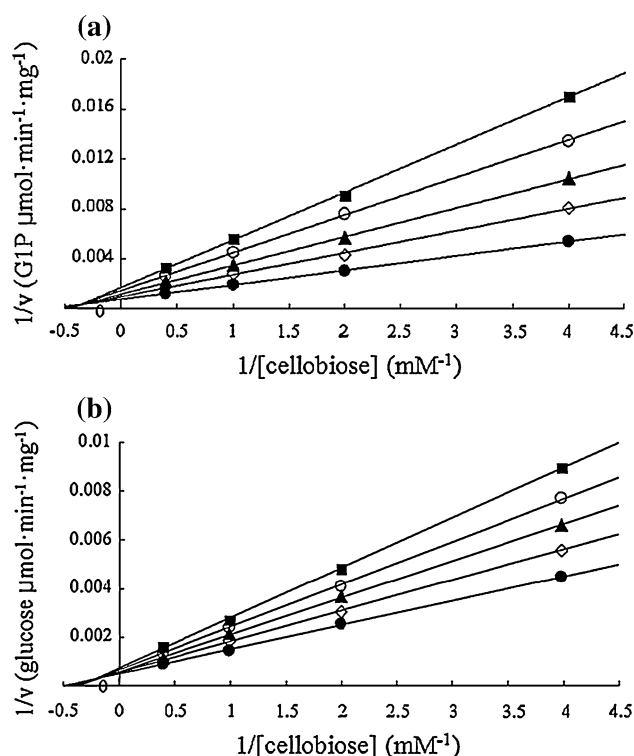 (a)
0.02
0.016
0.012
0.008
0.004
0
-0.5 0 0.5 1 1.5 2 2.5 3 3.5 4 4.5
1/v (G1P μmol·min⁻¹·mg⁻¹)
1/[cellobiose] (mM⁻¹)
(b)
0.01
0.008
0.006
0.004
0.002
0
-0.5 0 0.5 1 1.5 2 2.5 3 3.5 4 4.5
1/v (glucose μmol·min⁻¹·mg⁻¹)
1/[cellobiose] (mM⁻¹)